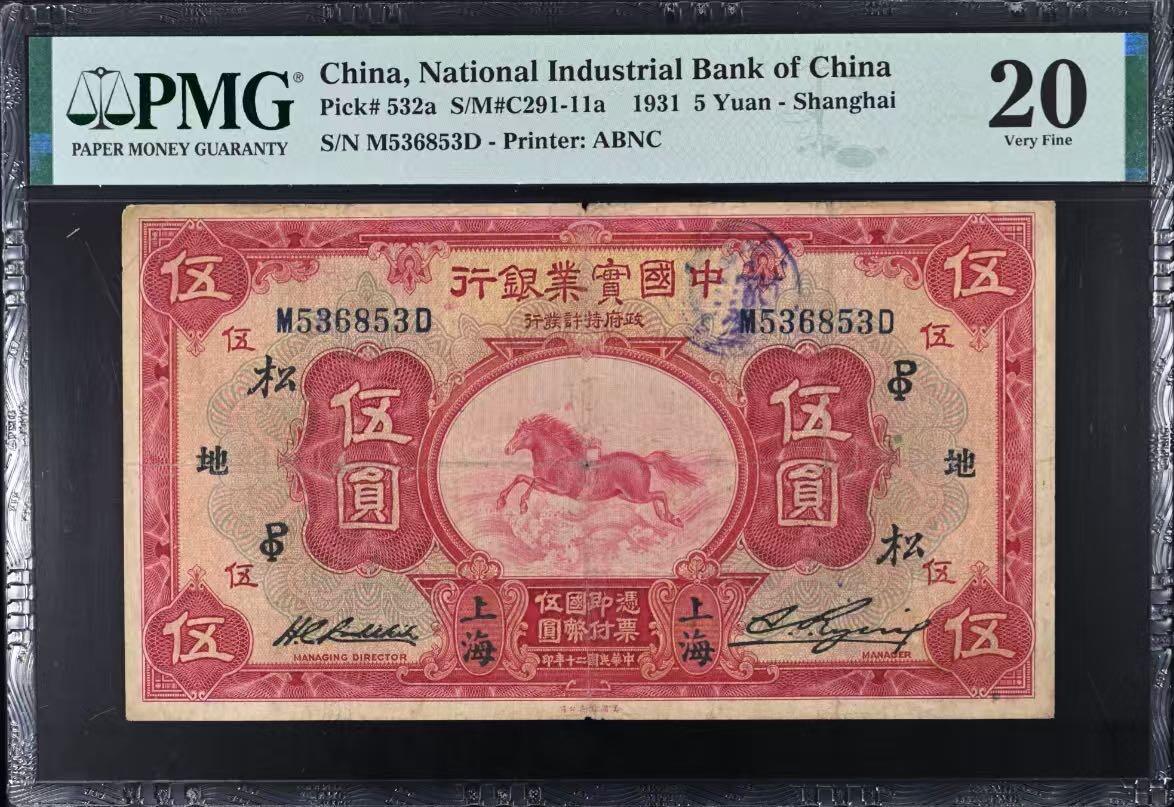 PMG®
PAPER MONEY GUARANTY
China, National Industrial Bank of China
Pick# 532a S/M#C291-11a 1931 5 Yuan - Shanghai
S/N M536853D - Printer: ABNC
20
Very Fine
伍
伍
中國實業銀行
政府特許發行
M536853D
M536853D
伍
伍
松
地
伍圓
伍圓
地
松
伍
伍
憑票即付國幣伍圓
上海
上海
中華民國二十年印
MANAGING DIRECTOR
MANAGER
伍
伍